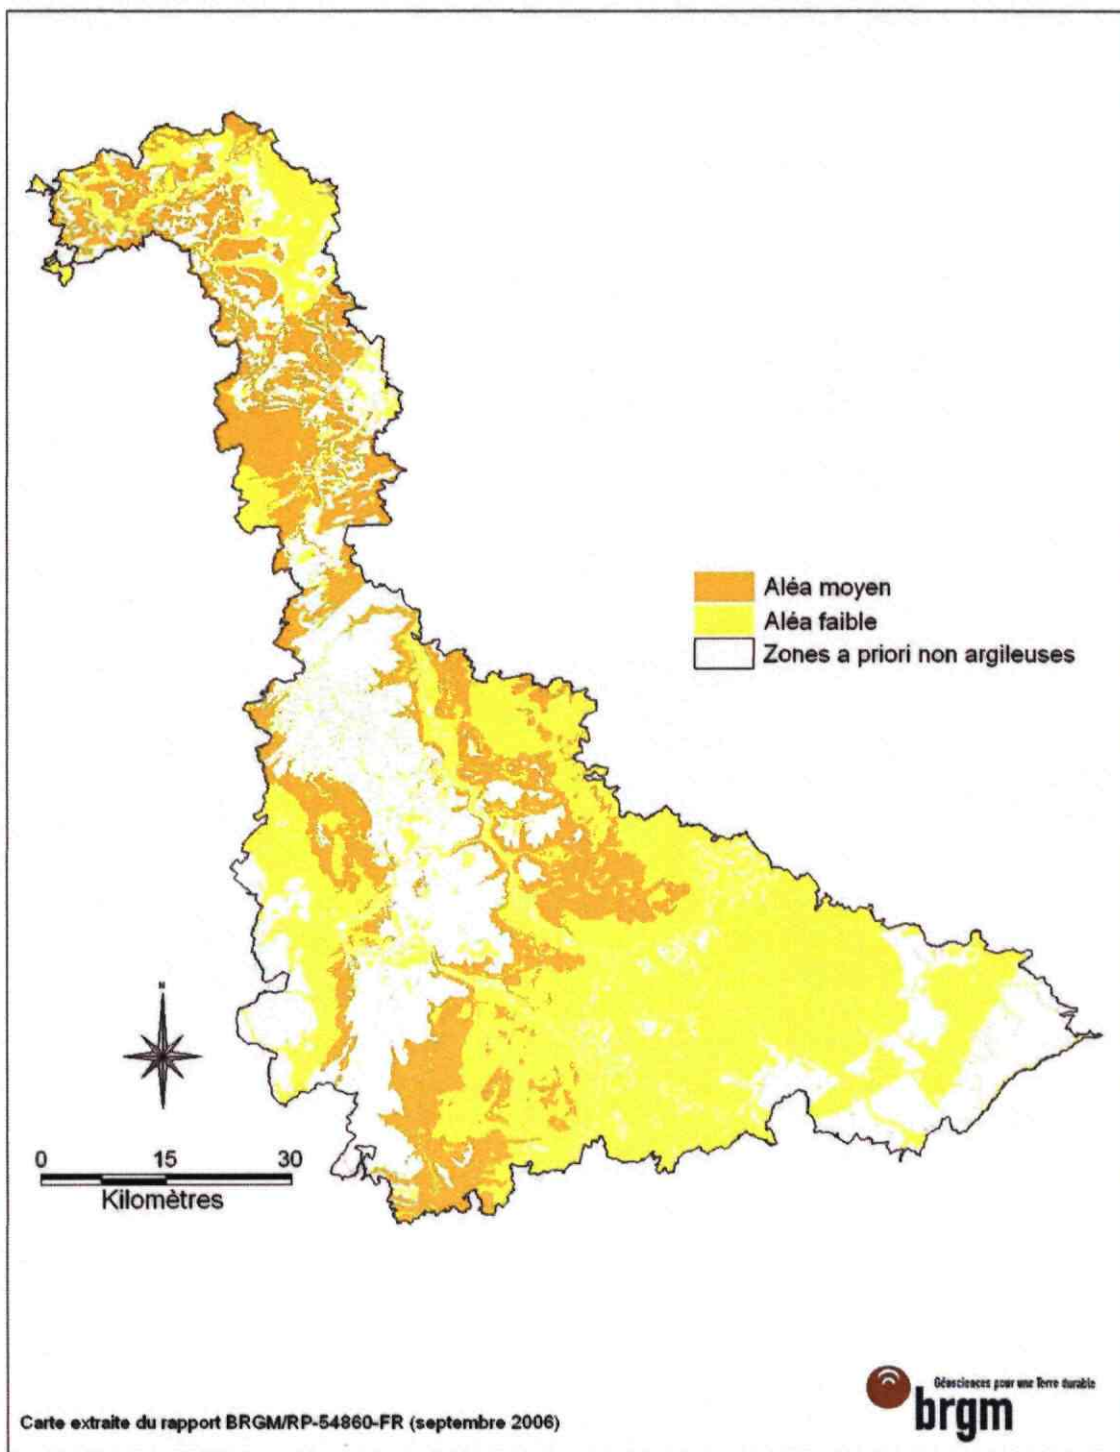 Aléa moyen
Aléa faible
Zones a priori non argileuses
N
0 15 30
Kilomètres
Géosciences pour une Terre durable
brgm
Carte extraite du rapport BRGM/RP-54860-FR (septembre 2006)